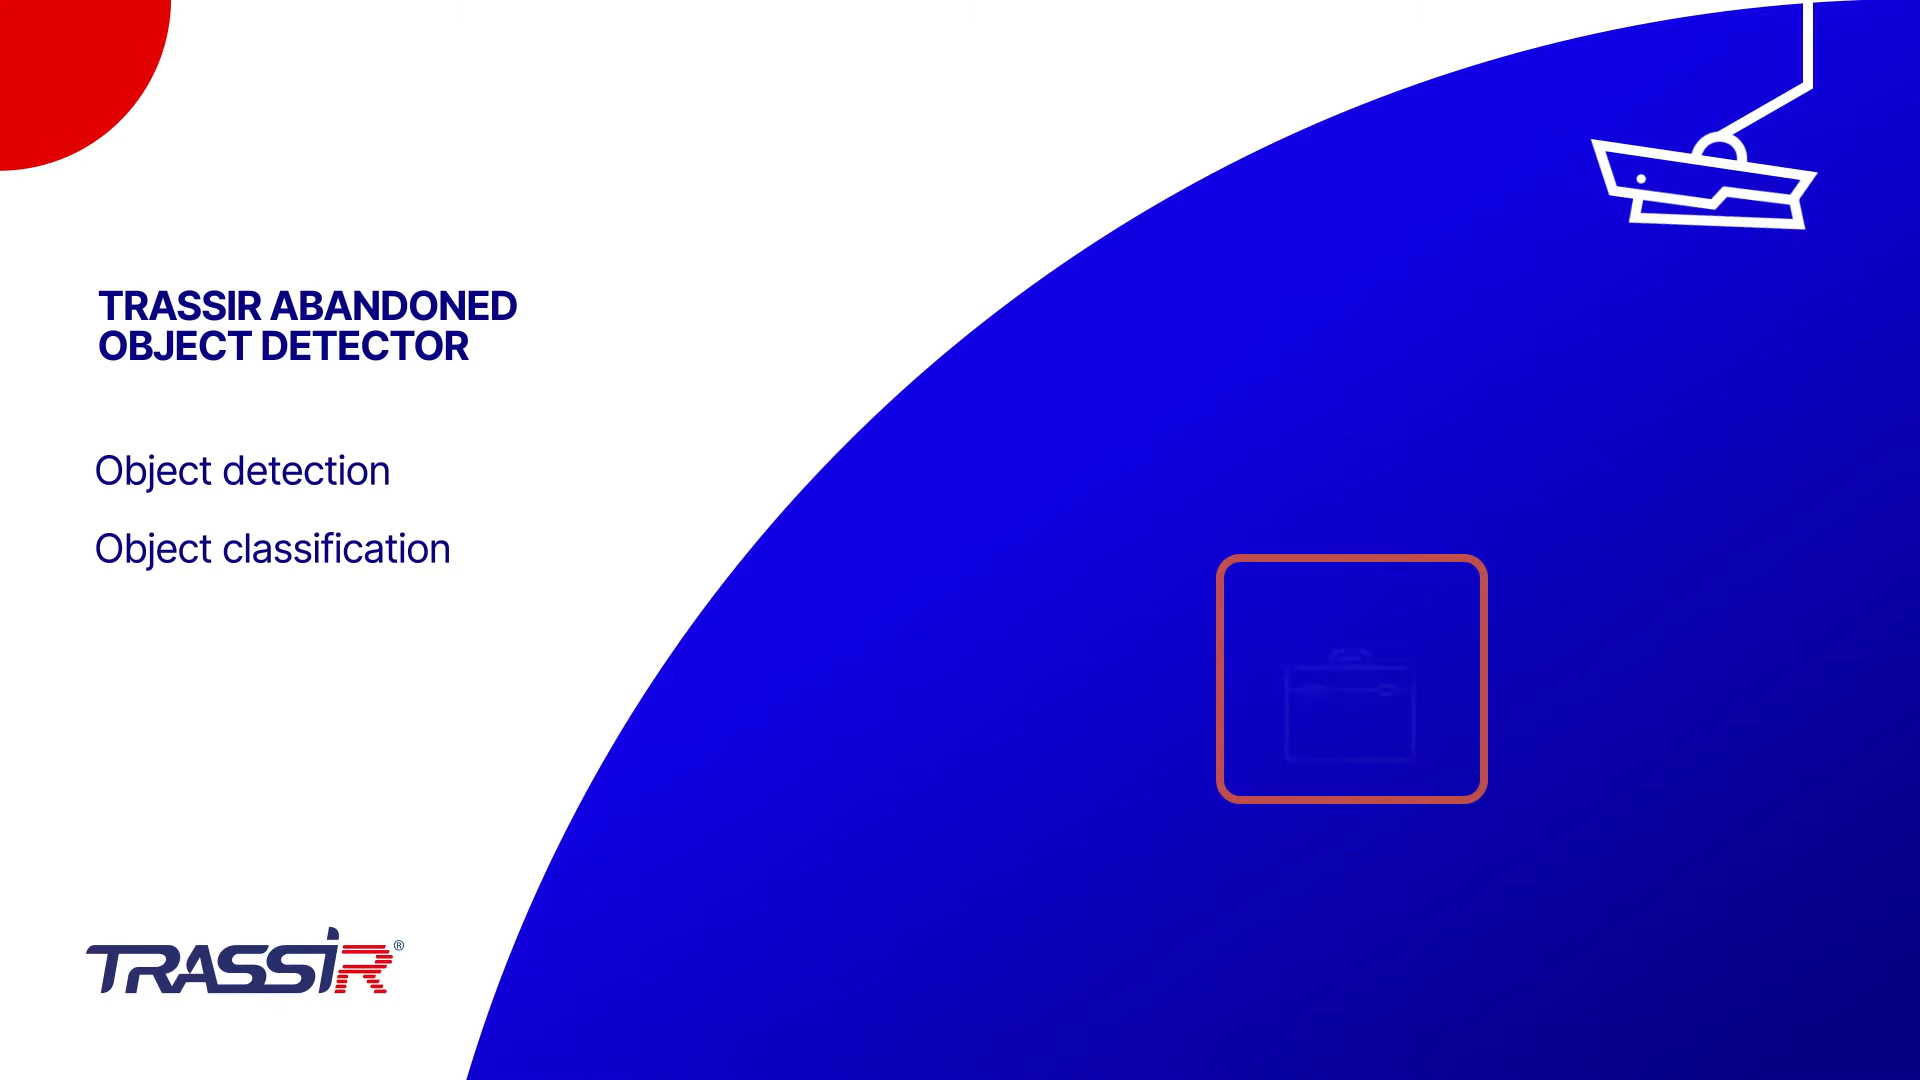 TRASSIR ABANDONED
OBJECT DETECTOR
Object detection
Object classification
TRASSIR®